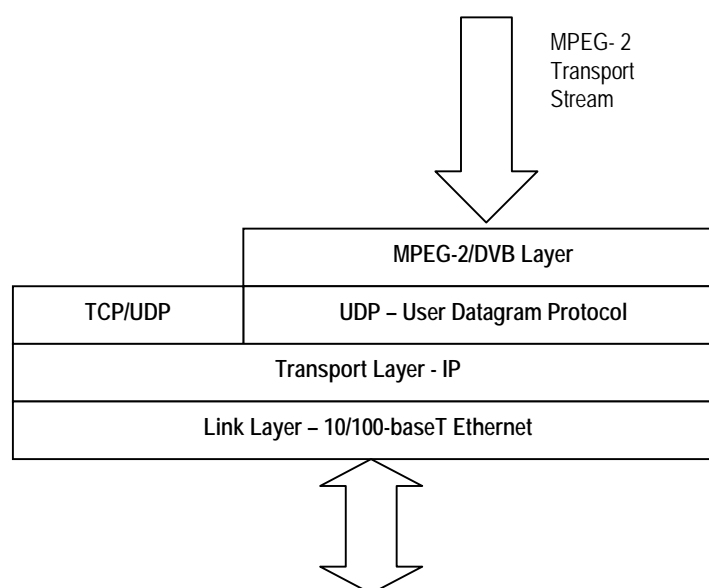 MPEG- 2
Transport
Stream
MPEG-2/DVB Layer
TCP/UDP
UDP – User Datagram Protocol
Transport Layer - IP
Link Layer – 10/100-baseT Ethernet